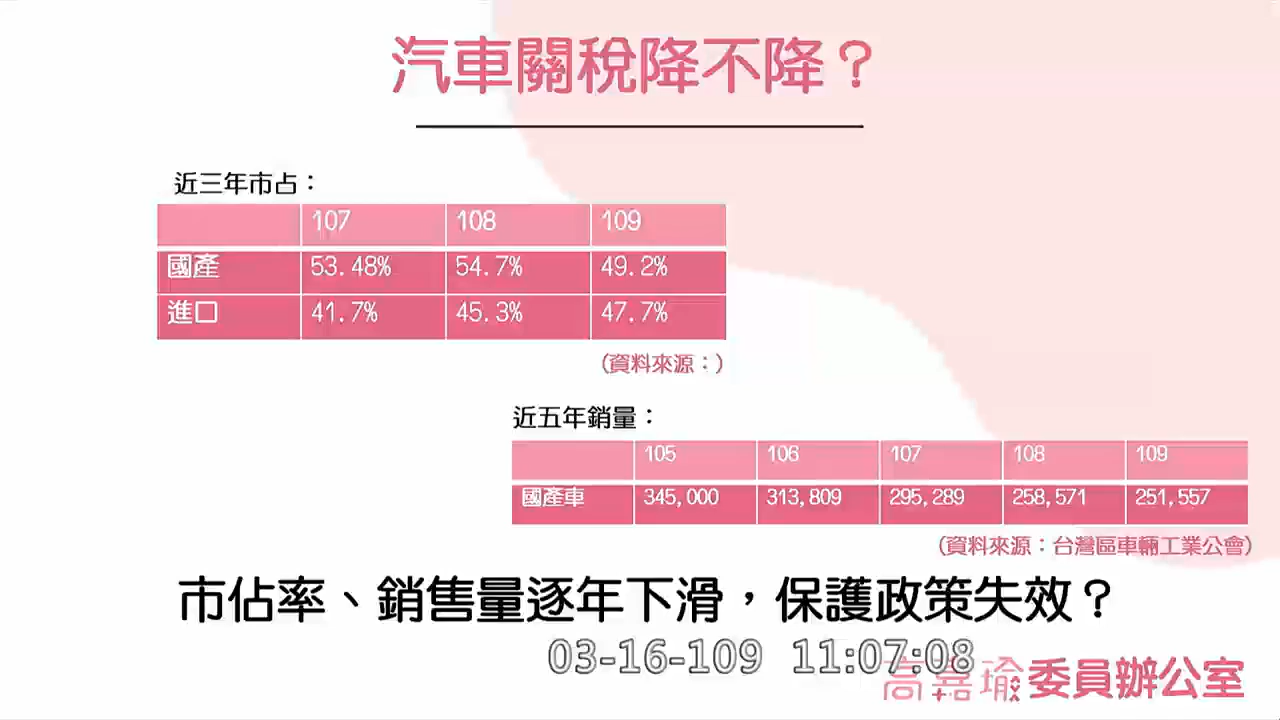 汽車關稅降不降？
近三年市占：
107 108 109
國產 53.48% 54.7% 49.2%
進口 41.7% 45.3% 47.7%
(資料來源：)
近五年銷量：
105 106 107 108 109
國產車 345,000 313,809 295,289 258,571 251,557
(資料來源：台灣區車輛工業公會)
市佔率、銷售量逐年下滑，保護政策失效？
03-16-109 11:07:08
高嘉瑜委員辦公室